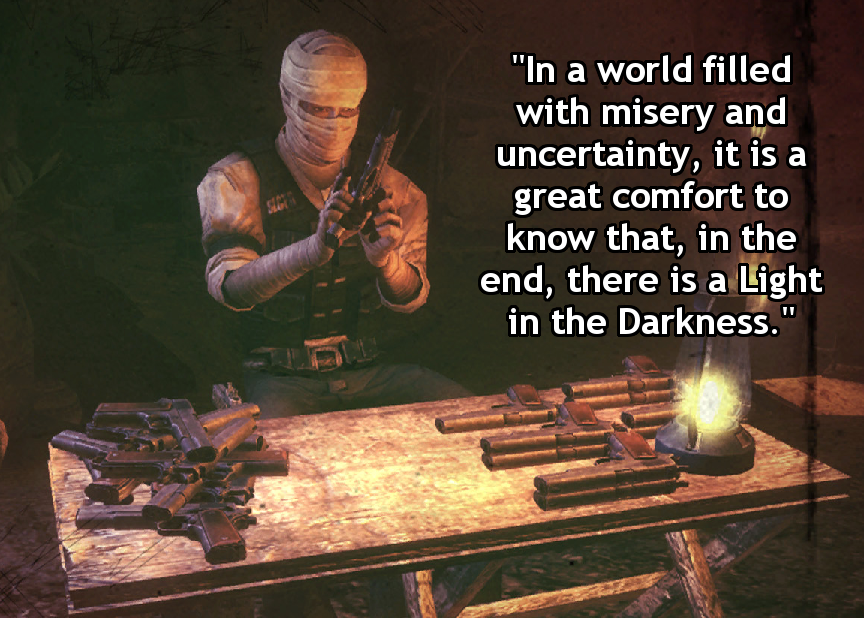 "In a world filled
with misery and
uncertainty, it is a
great comfort to
know that, in the
end, there is a Light
in the Darkness."